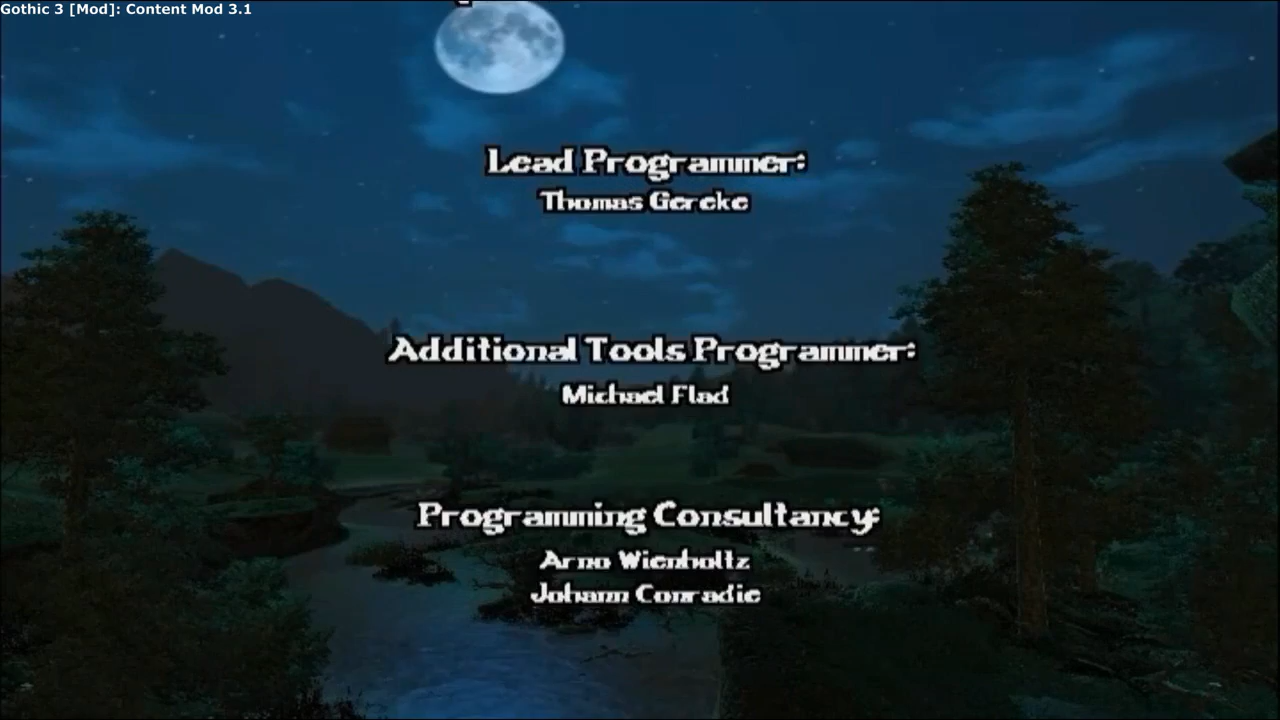 Gothic 3 [Mod]: Content Mod 3.1
Lead Programmer:
Thomas Gereke
Additional Tools Programmer:
Michael Flad
Programming Consultancy:
Arno Wienholtz
Johann Conradie